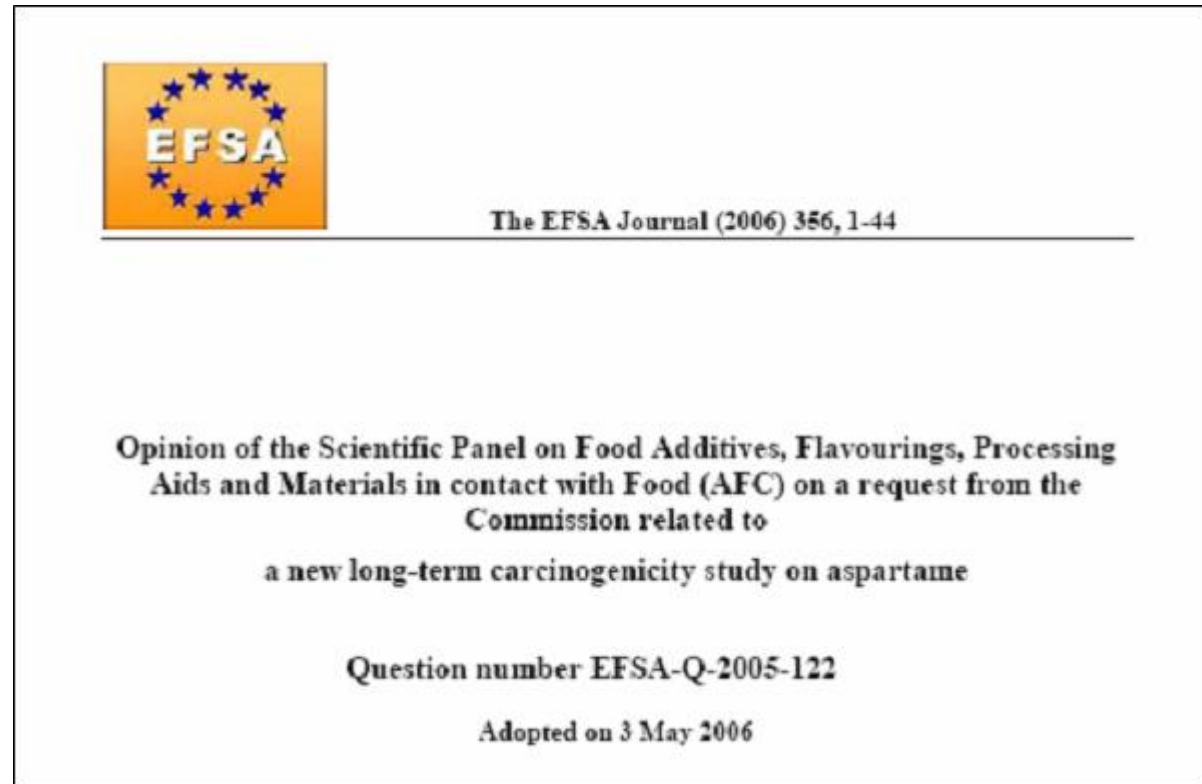 EFSA
The EFSA Journal (2006) 356, 1-44
Opinion of the Scientific Panel on Food Additives, Flavourings, Processing
Aids and Materials in contact with Food (AFC) on a request from the
Commission related to
a new long-term carcinogenicity study on aspartame
Question number EFSA-Q-2005-122
Adopted on 3 May 2006